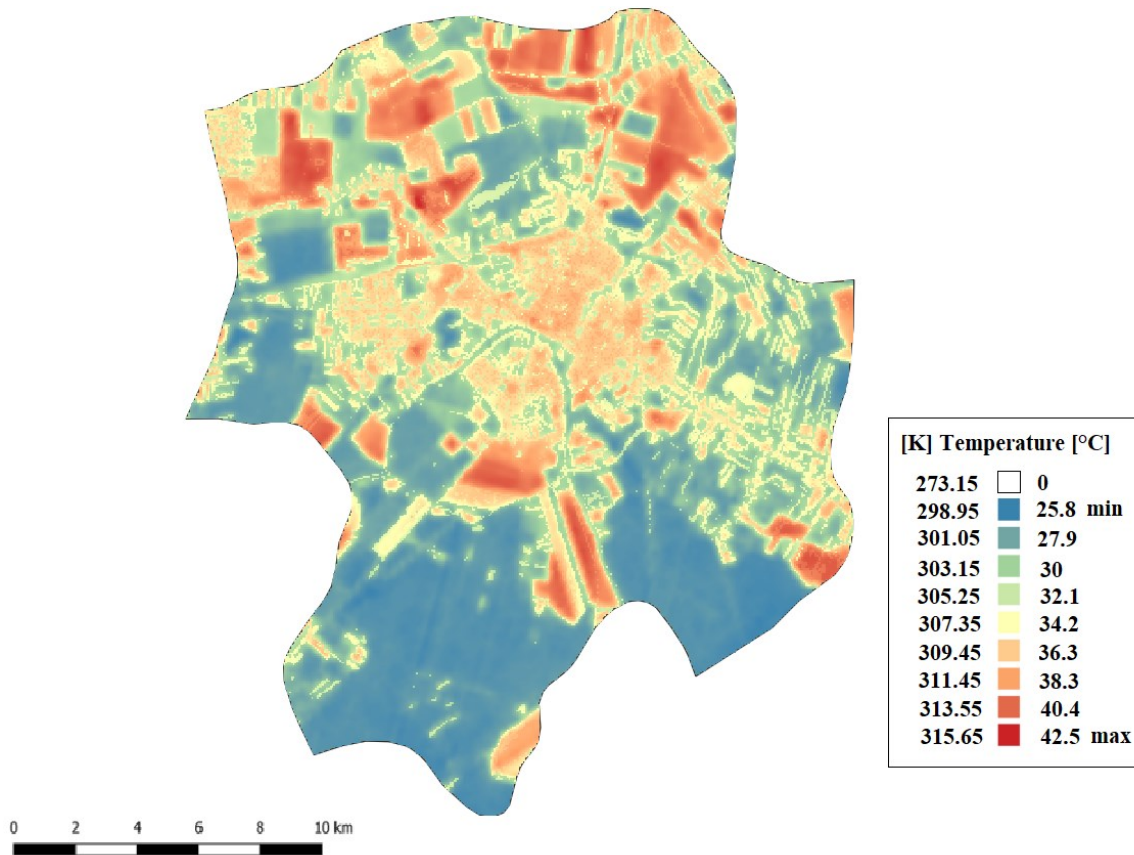 [K] Temperature [°C]
273.15 0
298.95 25.8 min
301.05 27.9
303.15 30
305.25 32.1
307.35 34.2
309.45 36.3
311.45 38.3
313.55 40.4
315.65 42.5 max
0 2 4 6 8 10 km